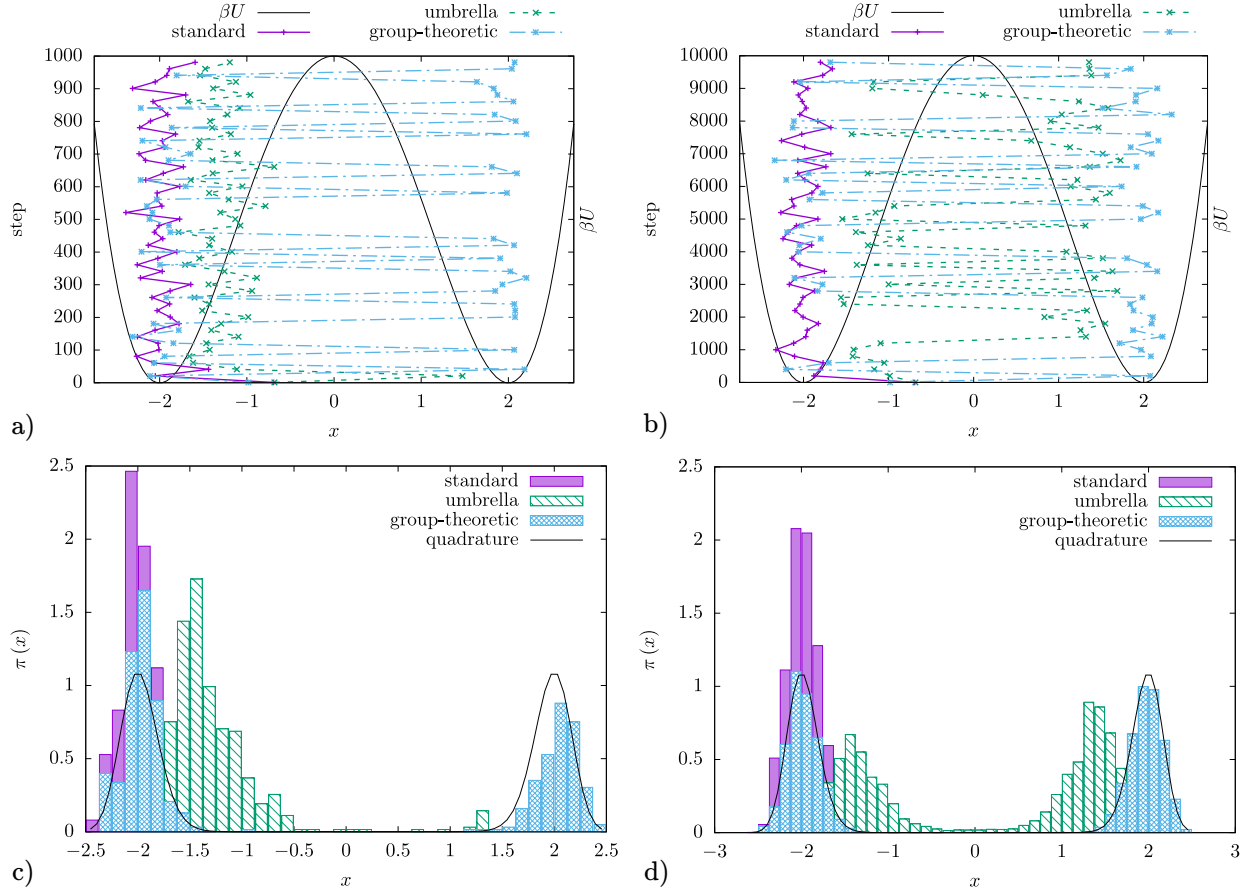 βU
standard
umbrella
group-theoretic
1000
900
800
700
600
500
400
300
200
100
0
step
βU
−2
−1
0
1
2
x
a)
βU
standard
umbrella
group-theoretic
10000
9000
8000
7000
6000
5000
4000
3000
2000
1000
0
step
βU
−2
−1
0
1
2
x
b)
standard
umbrella
group-theoretic
quadrature
2.5
2
1.5
1
0.5
0
π (x)
-2.5
-2
-1.5
-1
-0.5
0
0.5
1
1.5
2
2.5
x
c)
standard
umbrella
group-theoretic
quadrature
2.5
2
1.5
1
0.5
0
π (x)
−3
−2
−1
0
1
2
3
x
d)